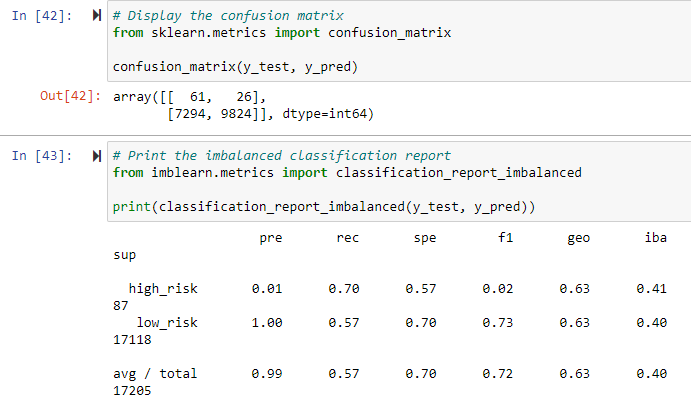 In [42]: # Display the confusion matrix
from sklearn.metrics import confusion_matrix
confusion_matrix(y_test, y_pred)
Out[42]: array([[  61,   26],
       [7294, 9824]], dtype=int64)
In [43]: # Print the imbalanced classification report
from imblearn.metrics import classification_report_imbalanced
print(classification_report_imbalanced(y_test, y_pred))
pre rec spe f1 geo iba
sup
high_risk 0.01 0.70 0.57 0.02 0.63 0.41
87
low_risk 1.00 0.57 0.70 0.73 0.63 0.40
17118
avg / total 0.99 0.57 0.70 0.72 0.63 0.40
17205